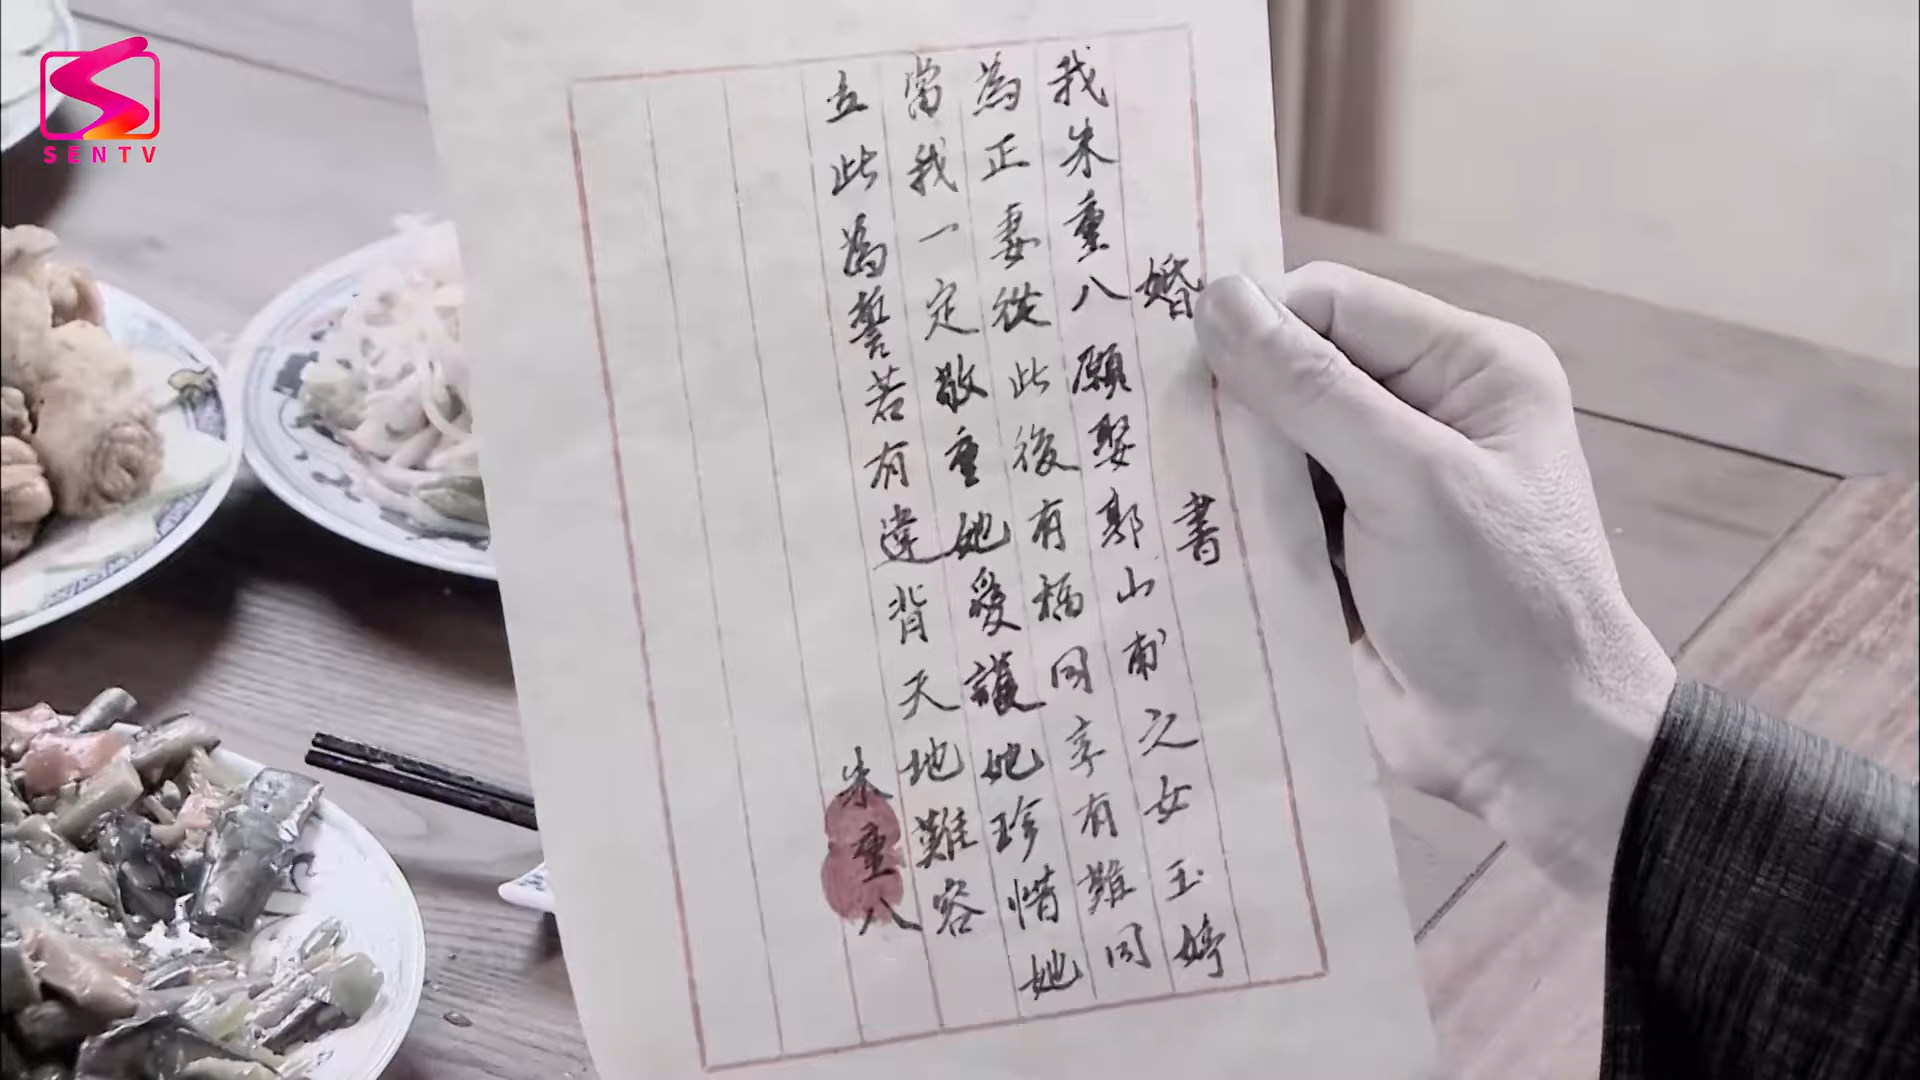 SENTV
婚書
我朱重八願娶郭山甫之女玉婷
為正妻從此後有福同享有難同
當我一定敬重她愛護她珍惜她
立此為誓若有違背天地難容
朱重八